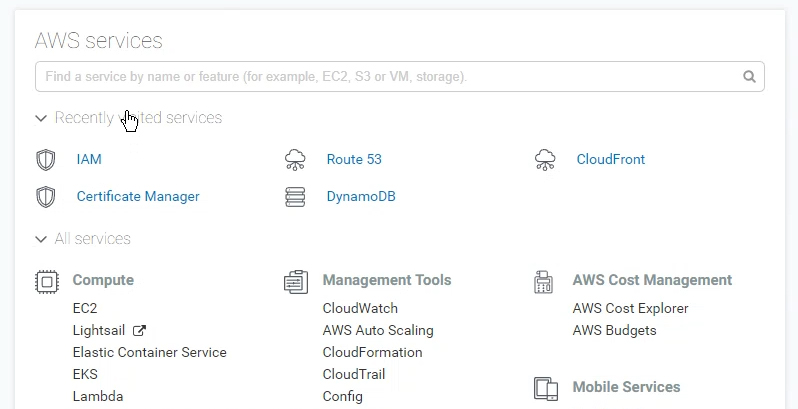 AWS services
Find a service by name or feature (for example, EC2, S3 or VM, storage).
Recently visited services
IAM
Route 53
CloudFront
Certificate Manager
DynamoDB
All services
Compute
EC2
Lightsail
Elastic Container Service
EKS
Lambda
Management Tools
CloudWatch
AWS Auto Scaling
CloudFormation
CloudTrail
Config
AWS Cost Management
AWS Cost Explorer
AWS Budgets
Mobile Services